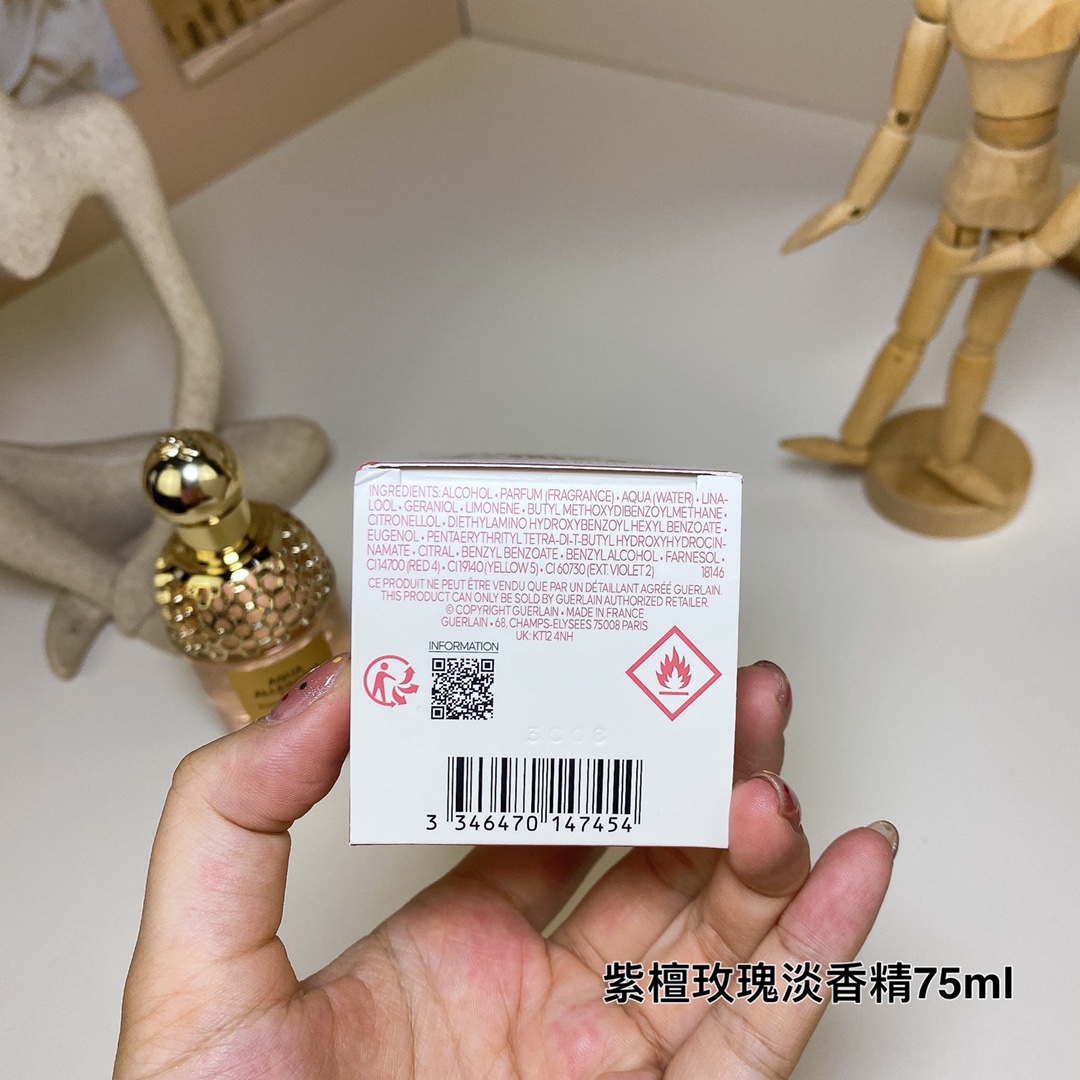 INGREDIENTS: ALCOHOL • PARFUM (FRAGRANCE) • AQUA (WATER) • LINA-
LOOL • GERANIOL • LIMONENE • BUTYL METHOXYDIBENZOYLMETHANE •
CITRONELLOL • DIETHYLAMINO HYDROXYBENZOYL HEXYL BENZOATE •
EUGENOL • PENTAERYTHRITYL TETRA-DI-T-BUTYL HYDROXYHYDROCIN-
NAMATE • CITRAL • BENZYL BENZOATE • BENZYL ALCOHOL • FARNESOL •
CI 14700 (RED 4) • CI 19140 (YELLOW 5) • CI 60730 (EXT. VIOLET 2) 18146
CE PRODUIT NE PEUT ÊTRE VENDU QUE PAR UN DÉTAILLANT AGRÉÉ GUERLAIN.
THIS PRODUCT CAN ONLY BE SOLD BY GUERLAIN AUTHORIZED RETAILER.
© COPYRIGHT GUERLAIN • MADE IN FRANCE
GUERLAIN • 68, CHAMPS-ELYSEES 75008 PARIS
UK: KT12 4NH
INFORMATION
3 346470 147454
AQUA
紫檀玫瑰淡香精75ml